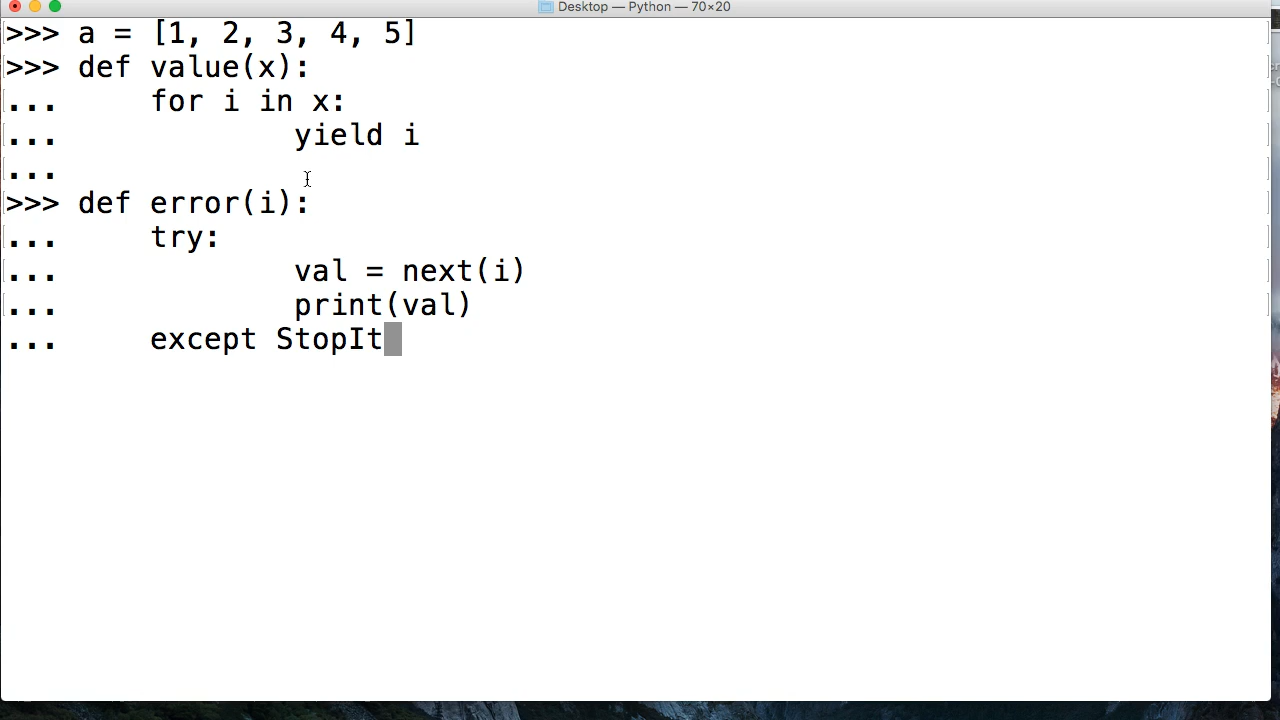 Desktop — Python — 70×20
>>> a = [1, 2, 3, 4, 5]
>>> def value(x):
...     for i in x:
...             yield i
...
>>> def error(i):
...     try:
...             val = next(i)
...             print(val)
...     except StopIt